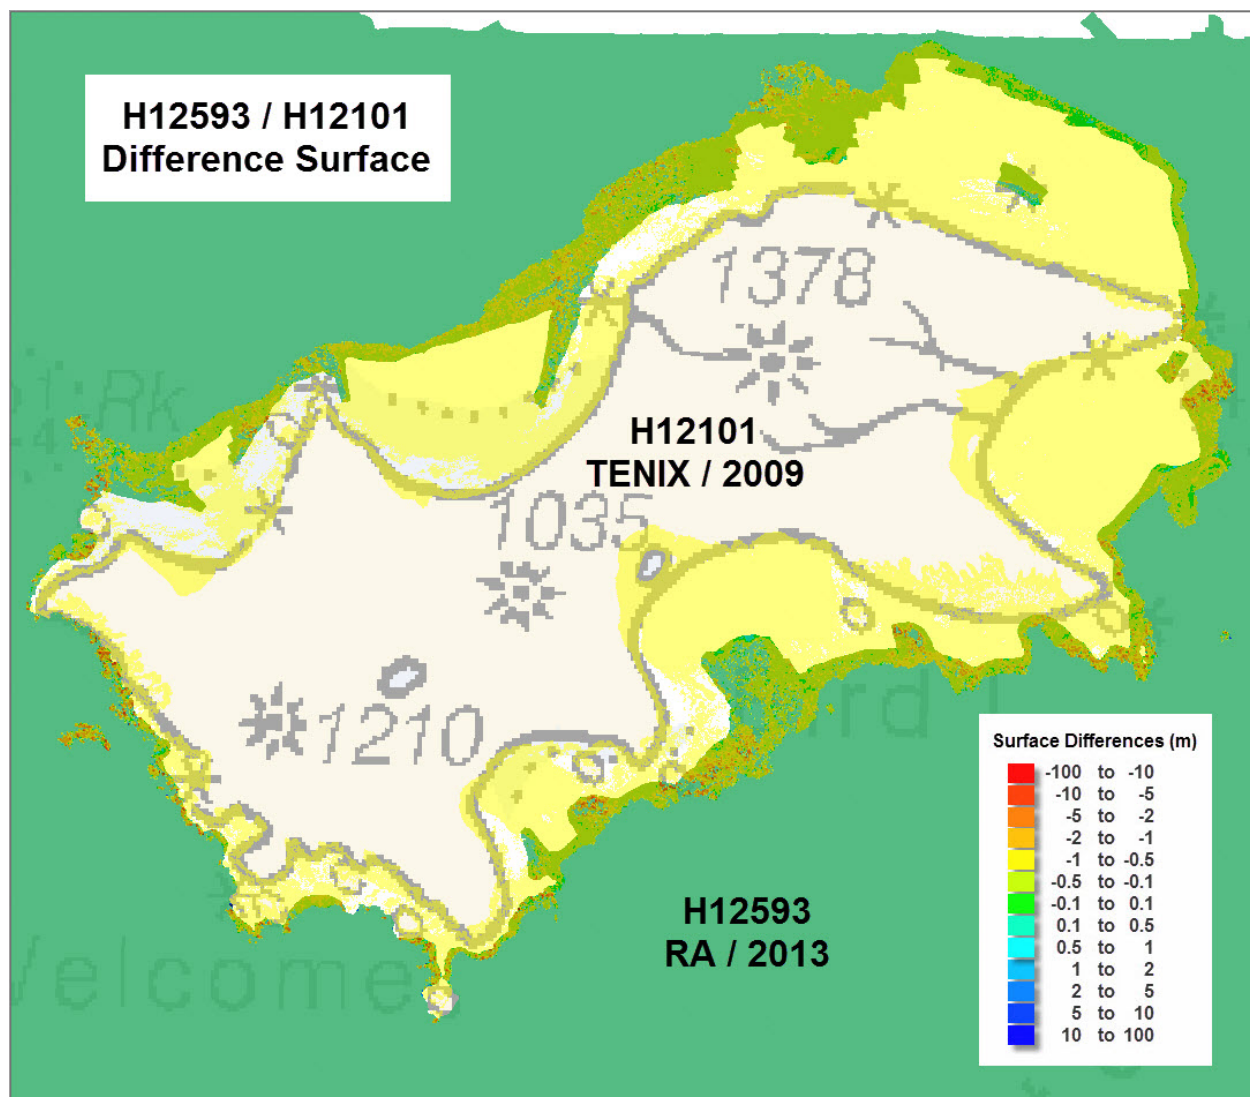 H12593 / H12101
Difference Surface
1378
Rk
H12101
TENIX / 2009
1035
1210
rd I
Surface Differences (m)
-100 to -10
-10 to -5
-5 to -2
-2 to -1
-1 to -0.5
-0.5 to -0.1
-0.1 to 0.1
0.1 to 0.5
0.5 to 1
1 to 2
2 to 5
5 to 10
10 to 100
H12593
RA / 2013
Welcome